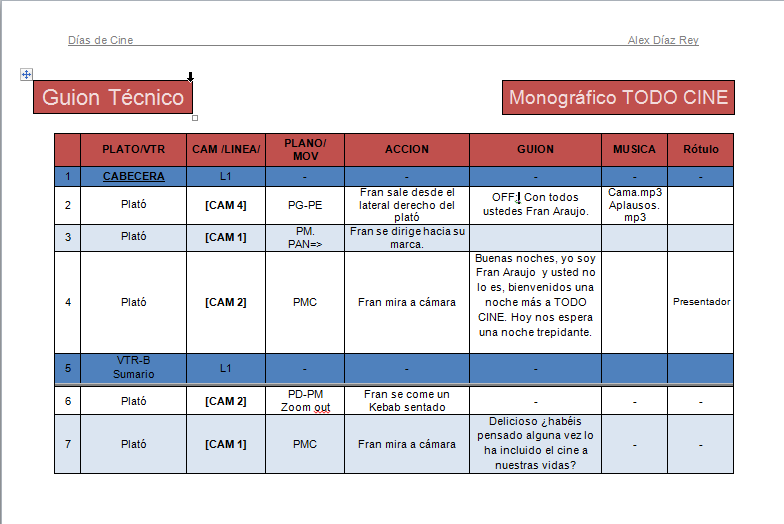 Días de Cine Alex Díaz Rey
Guion Técnico Monográfico TODO CINE
PLATO/VTR CAM /LINEA/ PLANO/ MOV ACCION GUION MUSICA Rótulo
1 CABECERA L1 - - - - -
2 Plató [CAM 4] PG-PE Fran sale desde el lateral derecho del plató OFF: Con todos ustedes Fran Araujo. Cama.mp3 Aplausos. mp3
3 Plató [CAM 1] PM. PAN=> Fran se dirige hacia su marca.
4 Plató [CAM 2] PMC Fran mira a cámara Buenas noches, yo soy Fran Araujo y usted no lo es, bienvenidos una noche más a TODO CINE. Hoy nos espera una noche trepidante. Presentador
5 VTR-B Sumario L1 - - -
6 Plató [CAM 2] PD-PM Zoom out Fran se come un Kebab sentado - - -
7 Plató [CAM 1] PMC Fran mira a cámara Delicioso ¿habéis pensado alguna vez lo ha incluido el cine a nuestras vidas? - -